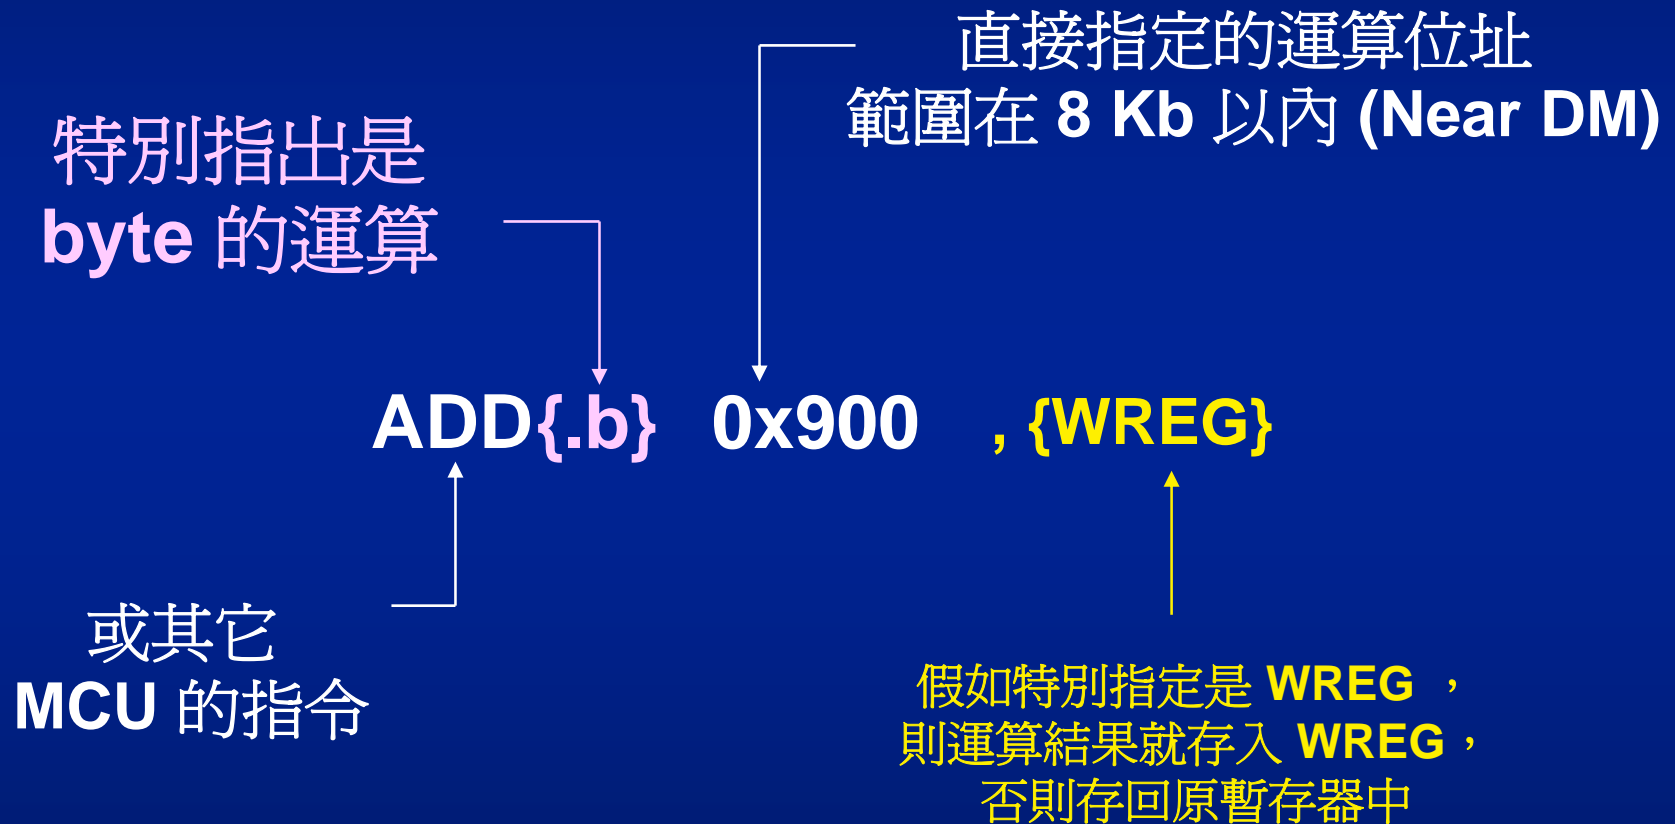 直接指定的運算位址
範圍在 8 Kb 以內 (Near DM)
特別指出是
byte 的運算
ADD{.b} 0x900 , {WREG}
或其它
MCU 的指令
假如特別指定是 WREG ，
則運算結果就存入 WREG，
否則存回原暫存器中